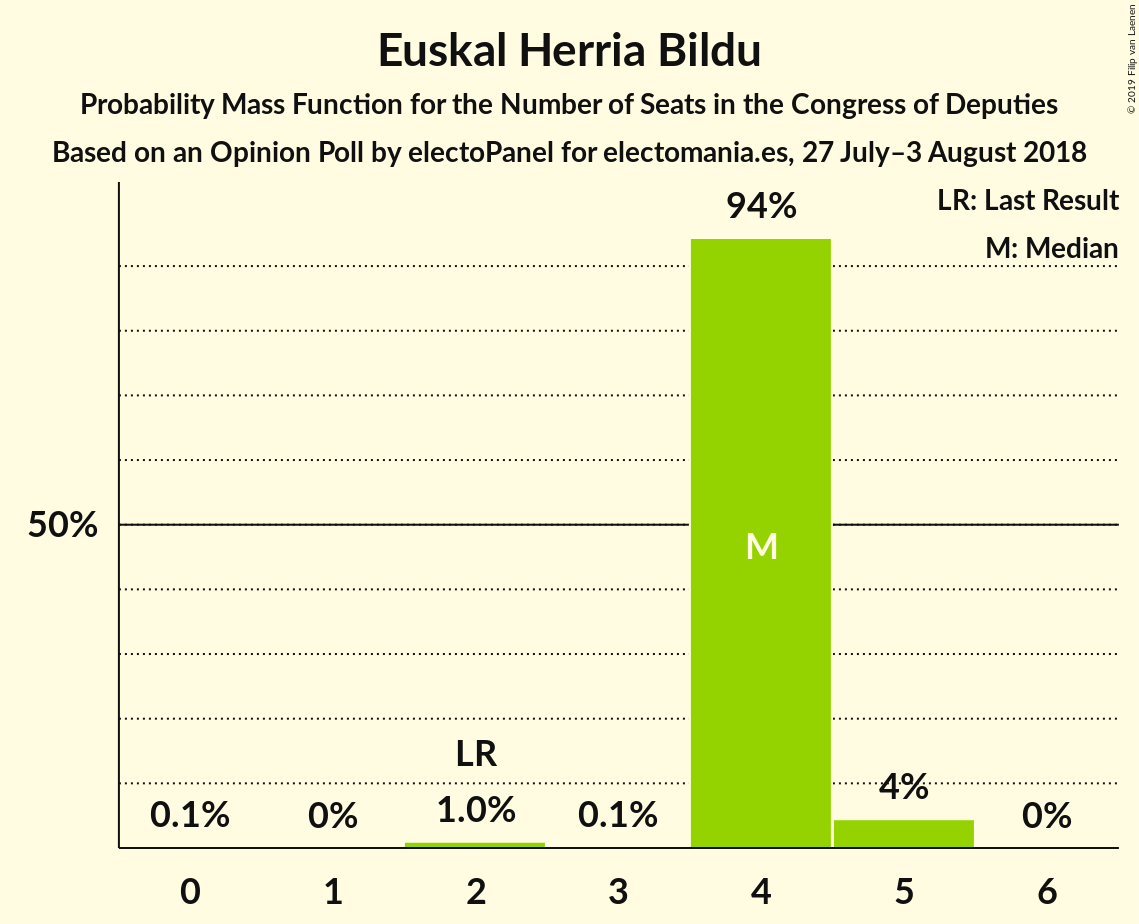 Euskal Herria Bildu
Probability Mass Function for the Number of Seats in the Congress of Deputies
Based on an Opinion Poll by electoPanel for electomania.es, 27 July–3 August 2018
© 2019 Filip van Laenen
LR: Last Result
M: Median
94%
50%
M
LR
0.1%
0%
1.0%
0.1%
4%
0%
0 1 2 3 4 5 6